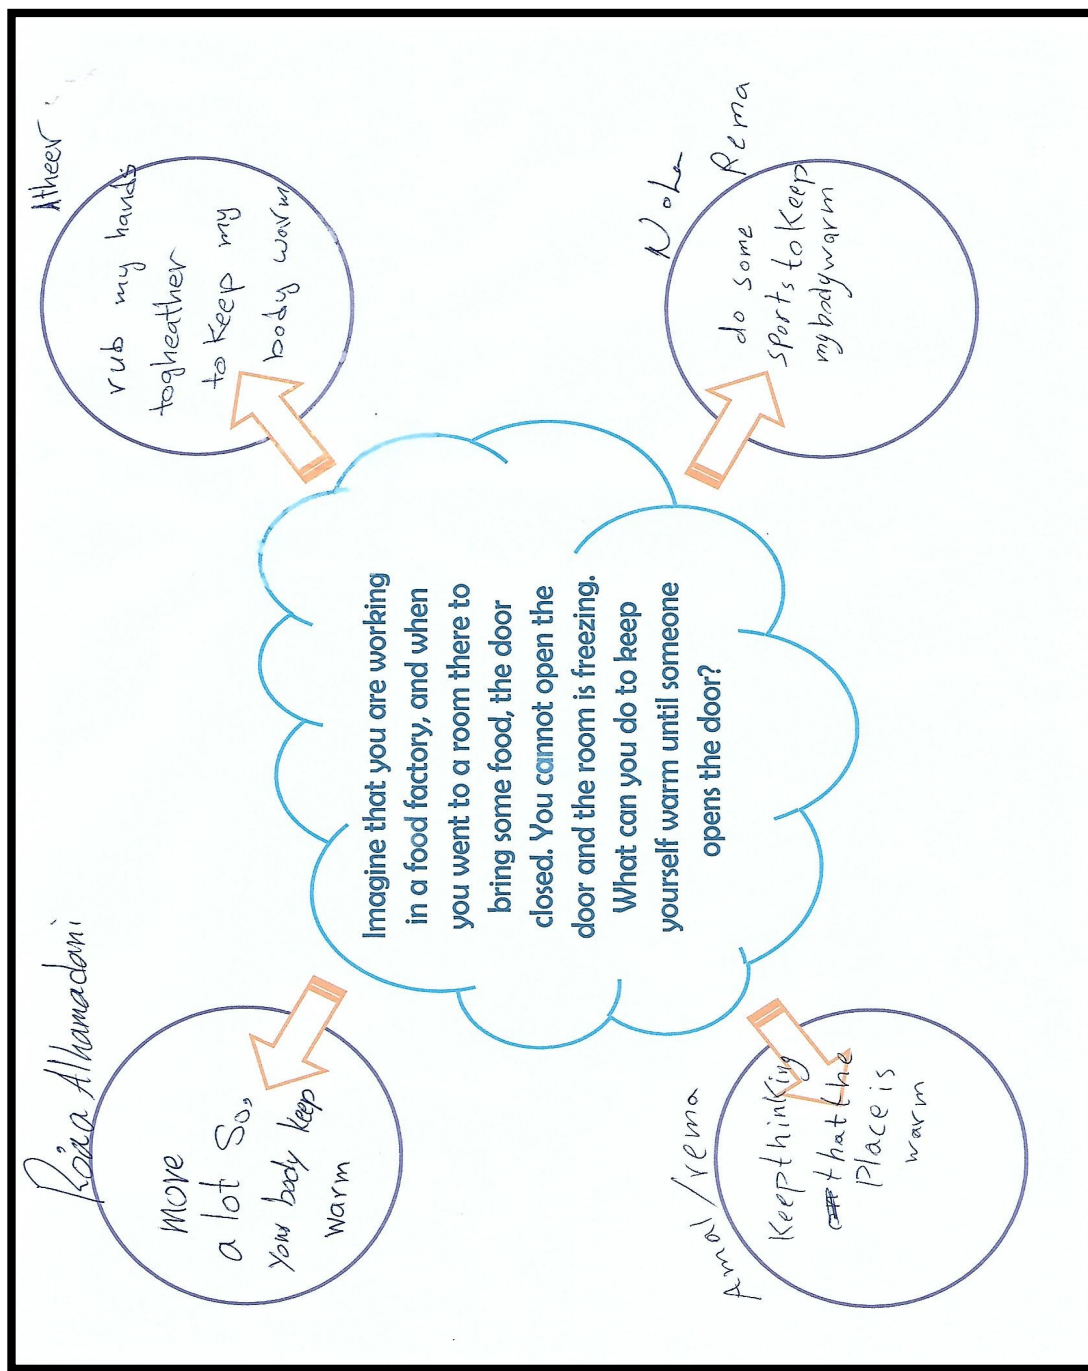 Ro'aa Alhamadani
move
a lot So,
your body keep
warm
Atheer
rub my hands
togheather
to keep my
body warm
Imagine that you are working
in a food factory, and when
you went to a room there to
bring some food, the door
closed. You cannot open the
door and the room is freezing.
What can you do to keep
yourself warm until someone
opens the door?
Amal/rema
Keep thinking
that the
Place is
warm
Noha
Rema
do some
sports to keep
my body warm